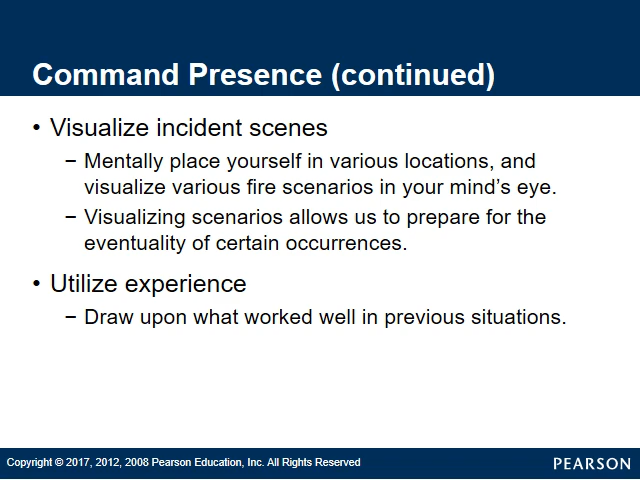 Command Presence (continued)
• Visualize incident scenes
– Mentally place yourself in various locations, and
visualize various fire scenarios in your mind’s eye.
– Visualizing scenarios allows us to prepare for the
eventuality of certain occurrences.
• Utilize experience
– Draw upon what worked well in previous situations.
Copyright © 2017, 2012, 2008 Pearson Education, Inc. All Rights Reserved
PEARSON